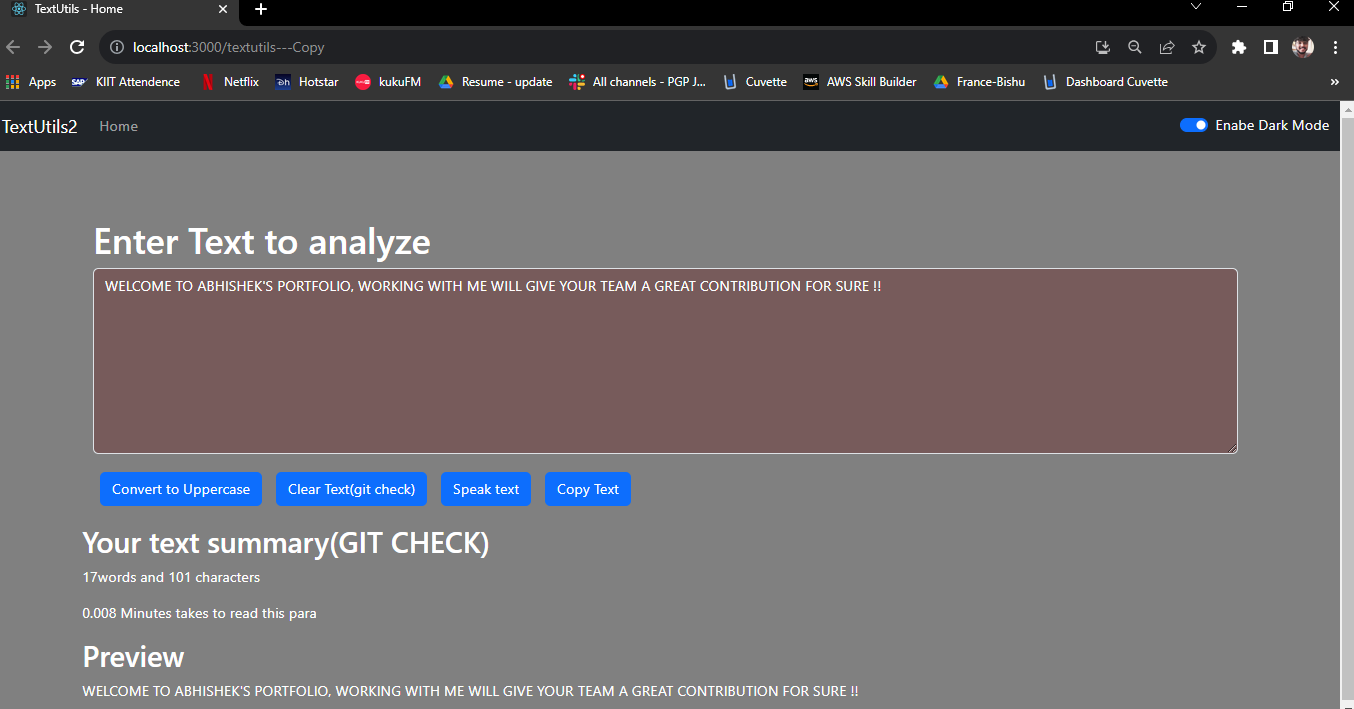 TextUtils - Home
localhost:3000/textutils---Copy
Apps SAP KIIT Attendence Netflix Hotstar kukuFM Resume - update All channels - PGP J... Cuvette aws AWS Skill Builder France-Bishu Dashboard Cuvette »
TextUtils2 Home Enabe Dark Mode
Enter Text to analyze
WELCOME TO ABHISHEK'S PORTFOLIO, WORKING WITH ME WILL GIVE YOUR TEAM A GREAT CONTRIBUTION FOR SURE !!
Convert to Uppercase Clear Text(git check) Speak text Copy Text
Your text summary(GIT CHECK)
17words and 101 characters
0.008 Minutes takes to read this para
Preview
WELCOME TO ABHISHEK'S PORTFOLIO, WORKING WITH ME WILL GIVE YOUR TEAM A GREAT CONTRIBUTION FOR SURE !!